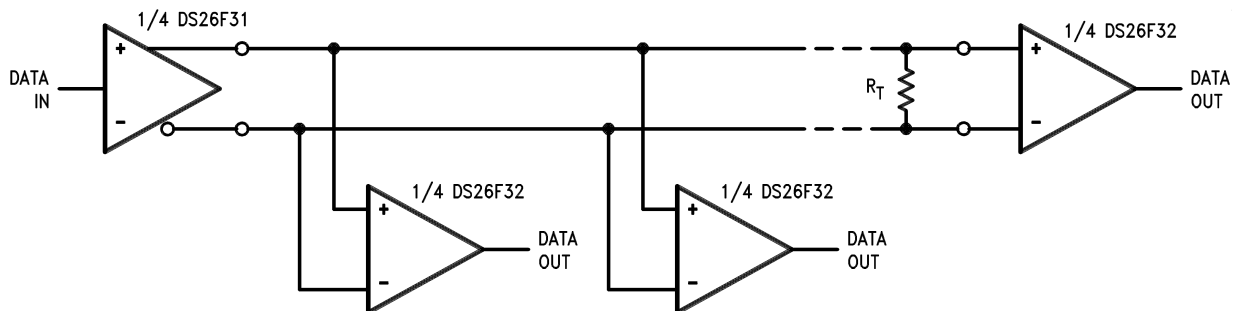 1/4 DS26F31
1/4 DS26F32
DATA
IN
+
-
R_T
+
-
DATA
OUT
1/4 DS26F32
1/4 DS26F32
+
-
DATA
OUT
+
-
DATA
OUT